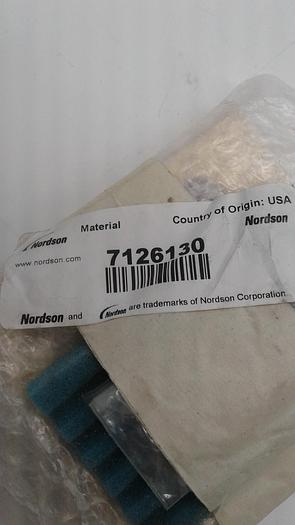 Material
Country of Origin: USA
Nordson
Nordson
www.nordson.com
7126130
Nordson and Nordson are trademarks of Nordson Corporation